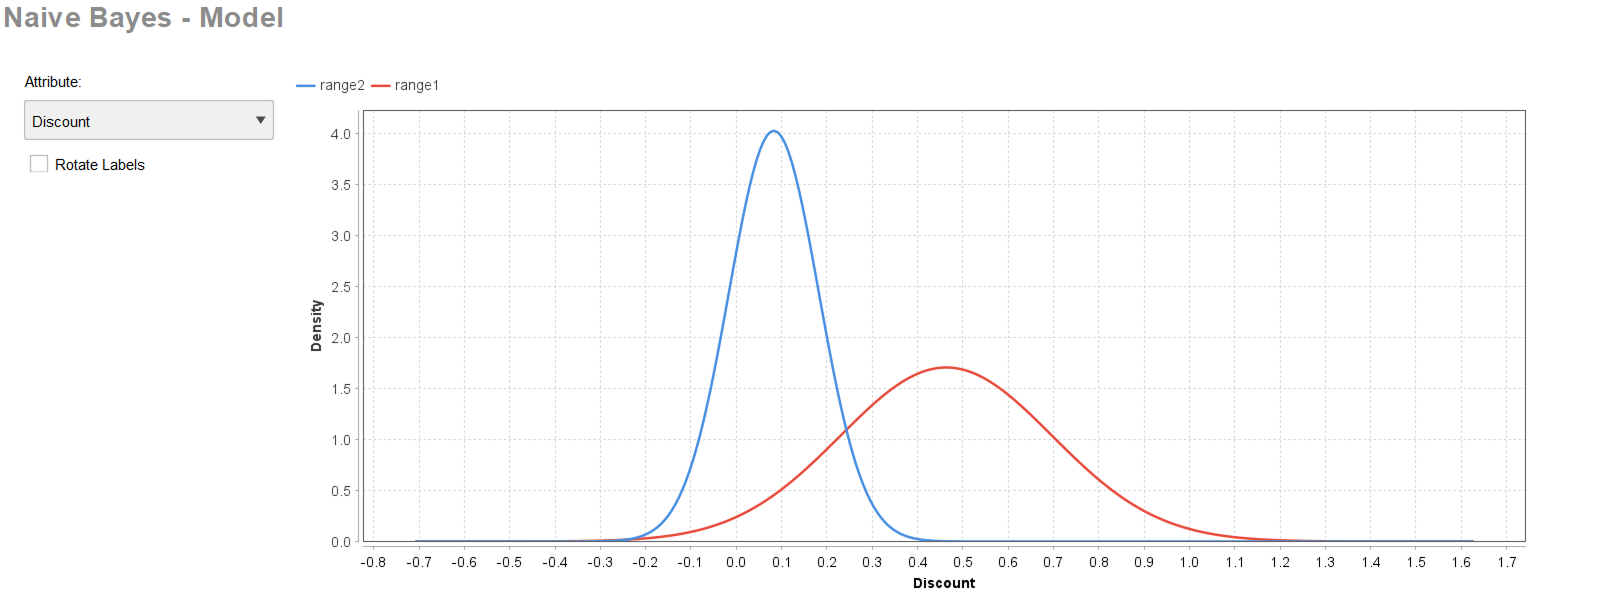 Naive Bayes - Model
Attribute:
Discount
Rotate Labels
range2 range1
4.0
3.5
3.0
2.5
2.0
1.5
1.0
0.5
0.0
Density
-0.8 -0.7 -0.6 -0.5 -0.4 -0.3 -0.2 -0.1 0.0 0.1 0.2 0.3 0.4 0.5 0.6 0.7 0.8 0.9 1.0 1.1 1.2 1.3 1.4 1.5 1.6 1.7
Discount